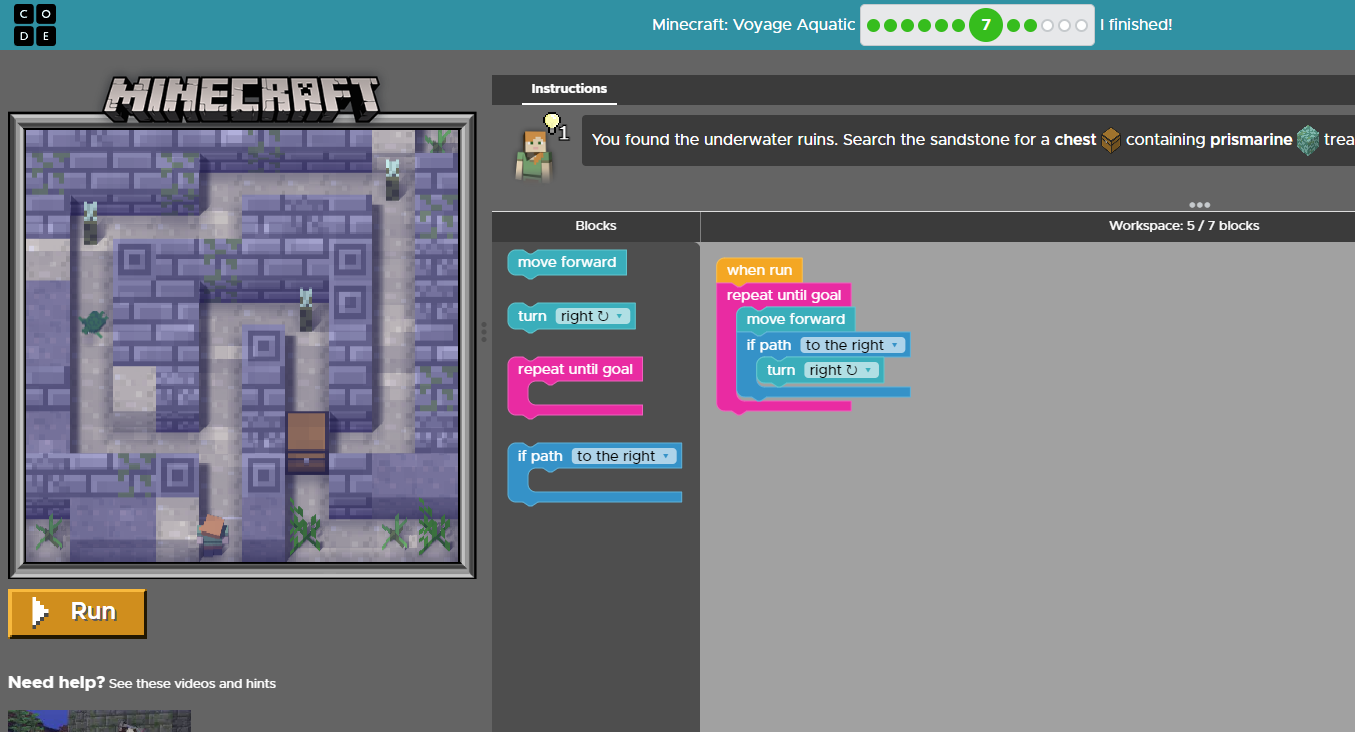 C O
D E
Minecraft: Voyage Aquatic
7
I finished!
MINECRAFT
Instructions
1
You found the underwater ruins. Search the sandstone for a chest containing prismarine trea
Blocks
Workspace: 5 / 7 blocks
move forward
turn right ↻
repeat until goal
if path to the right
when run
repeat until goal
move forward
if path to the right
turn right ↻
Run
Need help? See these videos and hints